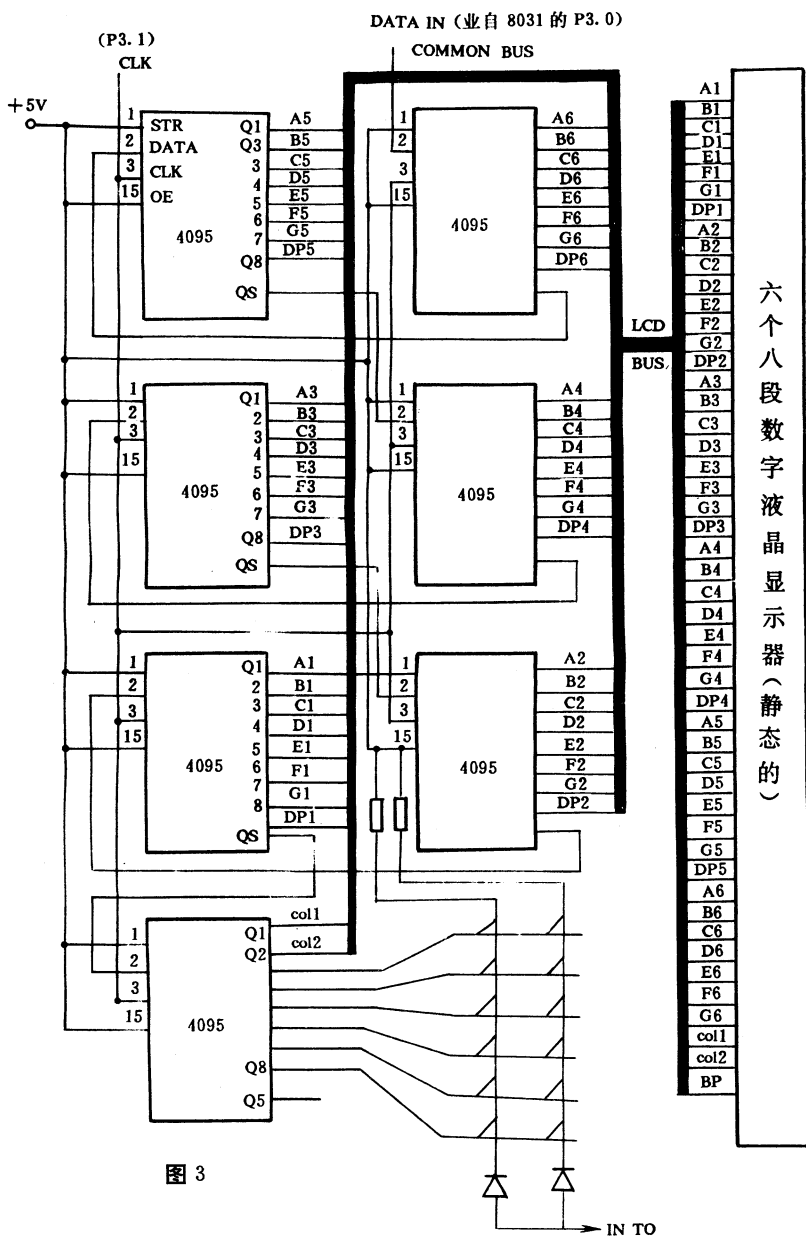 DATA IN (业自 8031 的 P3.0)
(P3.1)
CLK
COMMON BUS
+5V
1
2
3
15
STR
DATA
CLK
OE
4095
Q1
Q3
3
4
5
6
7
Q8
QS
A5
B5
C5
D5
E5
F5
G5
DP5
1
2
3
15
4095
A6
B6
C6
D6
E6
F6
G6
DP6
1
2
3
15
4095
Q1
2
3
4
5
6
7
Q8
QS
A3
B3
C3
D3
E3
F3
G3
DP3
1
2
3
15
4095
A4
B4
C4
D4
E4
F4
G4
DP4
LCD
BUS
1
2
3
15
4095
Q1
2
3
4
5
6
7
8
QS
A1
B1
C1
D1
E1
F1
G1
DP1
1
2
3
15
4095
A2
B2
C2
D2
E2
F2
G2
DP2
1
2
3
15
4095
Q1
Q2
Q8
Q5
col1
col2
IN TO
图 3
A1
B1
C1
D1
E1
F1
G1
DP1
A2
B2
C2
D2
E2
F2
G2
DP2
A3
B3
C3
D3
E3
F3
G3
DP3
A4
B4
C4
D4
E4
F4
G4
DP4
A5
B5
C5
D5
E5
F5
G5
DP5
A6
B6
C6
D6
E6
F6
G6
col1
col2
BP
六个八段数字液晶显示器(静态的)